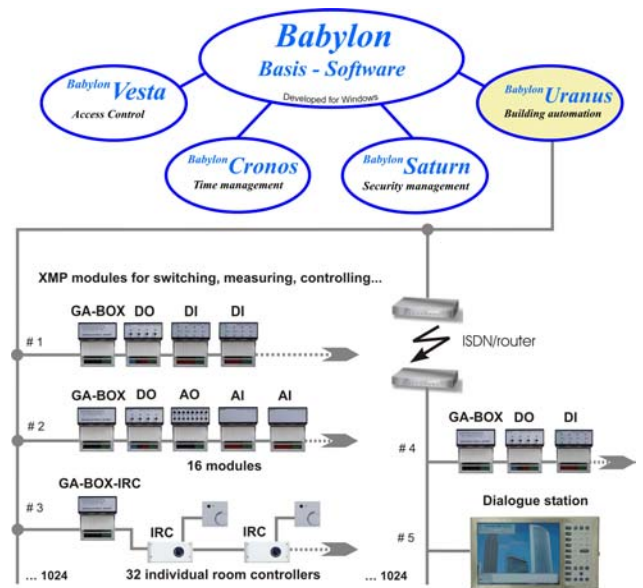 Babylon
Basis - Software
Developed for Windows
Babylon Vesta
Access Control
Babylon Uranus
Building automation
Babylon Cronos
Time management
Babylon Saturn
Security management
XMP modules for switching, measuring, controlling...
GA-BOX DO DI DI
# 1
ISDN/router
GA-BOX DO AO AI AI
# 2
16 modules
GA-BOX DO DI
# 4
GA-BOX-IRC
# 3
IRC IRC
32 individual room controllers
... 1024
Dialogue station
# 5
... 1024